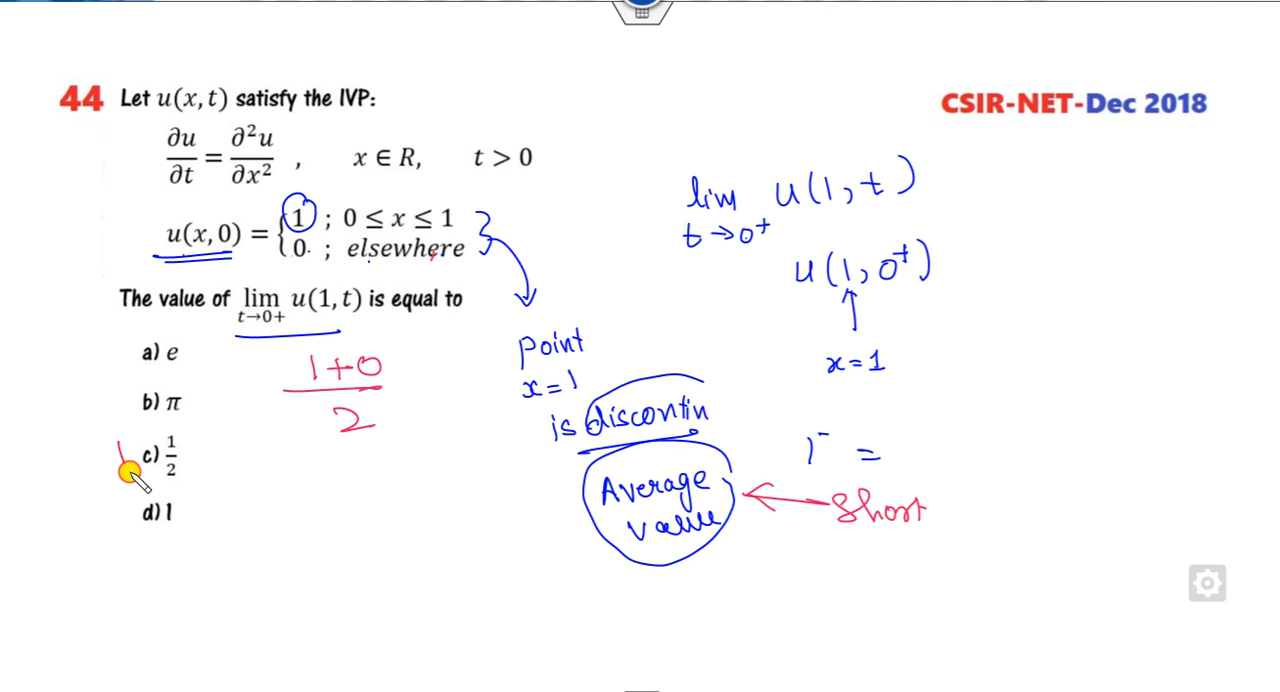 44 Let u(x, t) satisfy the IVP:
CSIR-NET-Dec 2018
∂u/∂t = ∂²u/∂x² , x ∈ R, t > 0
u(x, 0) = {1 ; 0 ≤ x ≤ 1
0 ; elsewhere
The value of lim t→0+ u(1, t) is equal to
a) e
b) π
c) 1/2
d) 1
1+0
2
lim u(1, t)
t→0⁺
u(1, 0⁺)
x=1
point
x=1
is discontin
Average
value
1⁻ =
Short